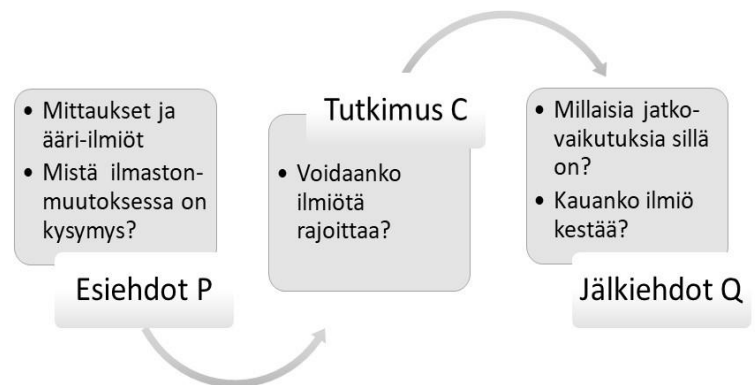 • Mittaukset ja
ääri-ilmiöt
• Mistä ilmaston-
muutoksessa on
kysymys?
Esiehdot P
Tutkimus C
• Voidaanko
ilmiötä
rajoittaa?
• Millaisia jatko-
vaikutuksia sillä
on?
• Kauanko ilmiö
kestää?
Jälkiehdot Q